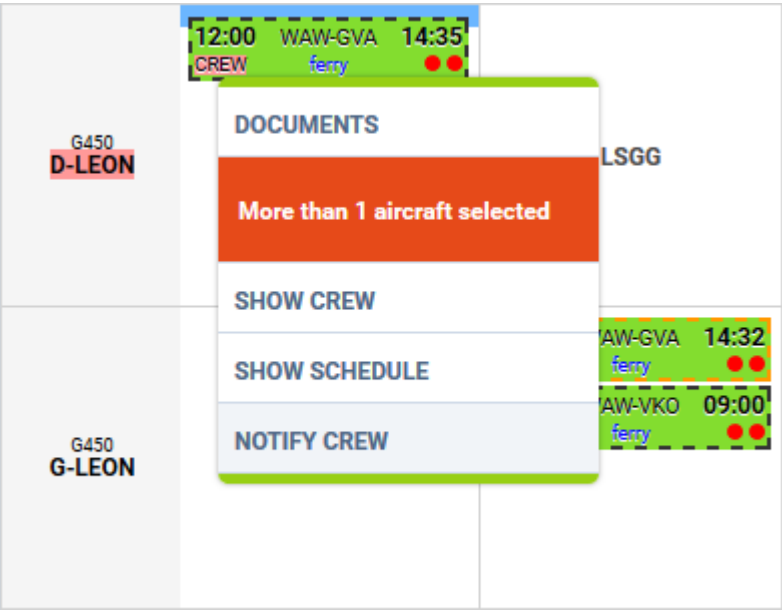 12:00 WAW-GVA 14:35
CREW ferry
G450
D-LEON
DOCUMENTS
More than 1 aircraft selected
SHOW CREW
SHOW SCHEDULE
NOTIFY CREW
LSGG
G450
G-LEON
AW-GVA 14:32
ferry
AW-VKO 09:00
ferry